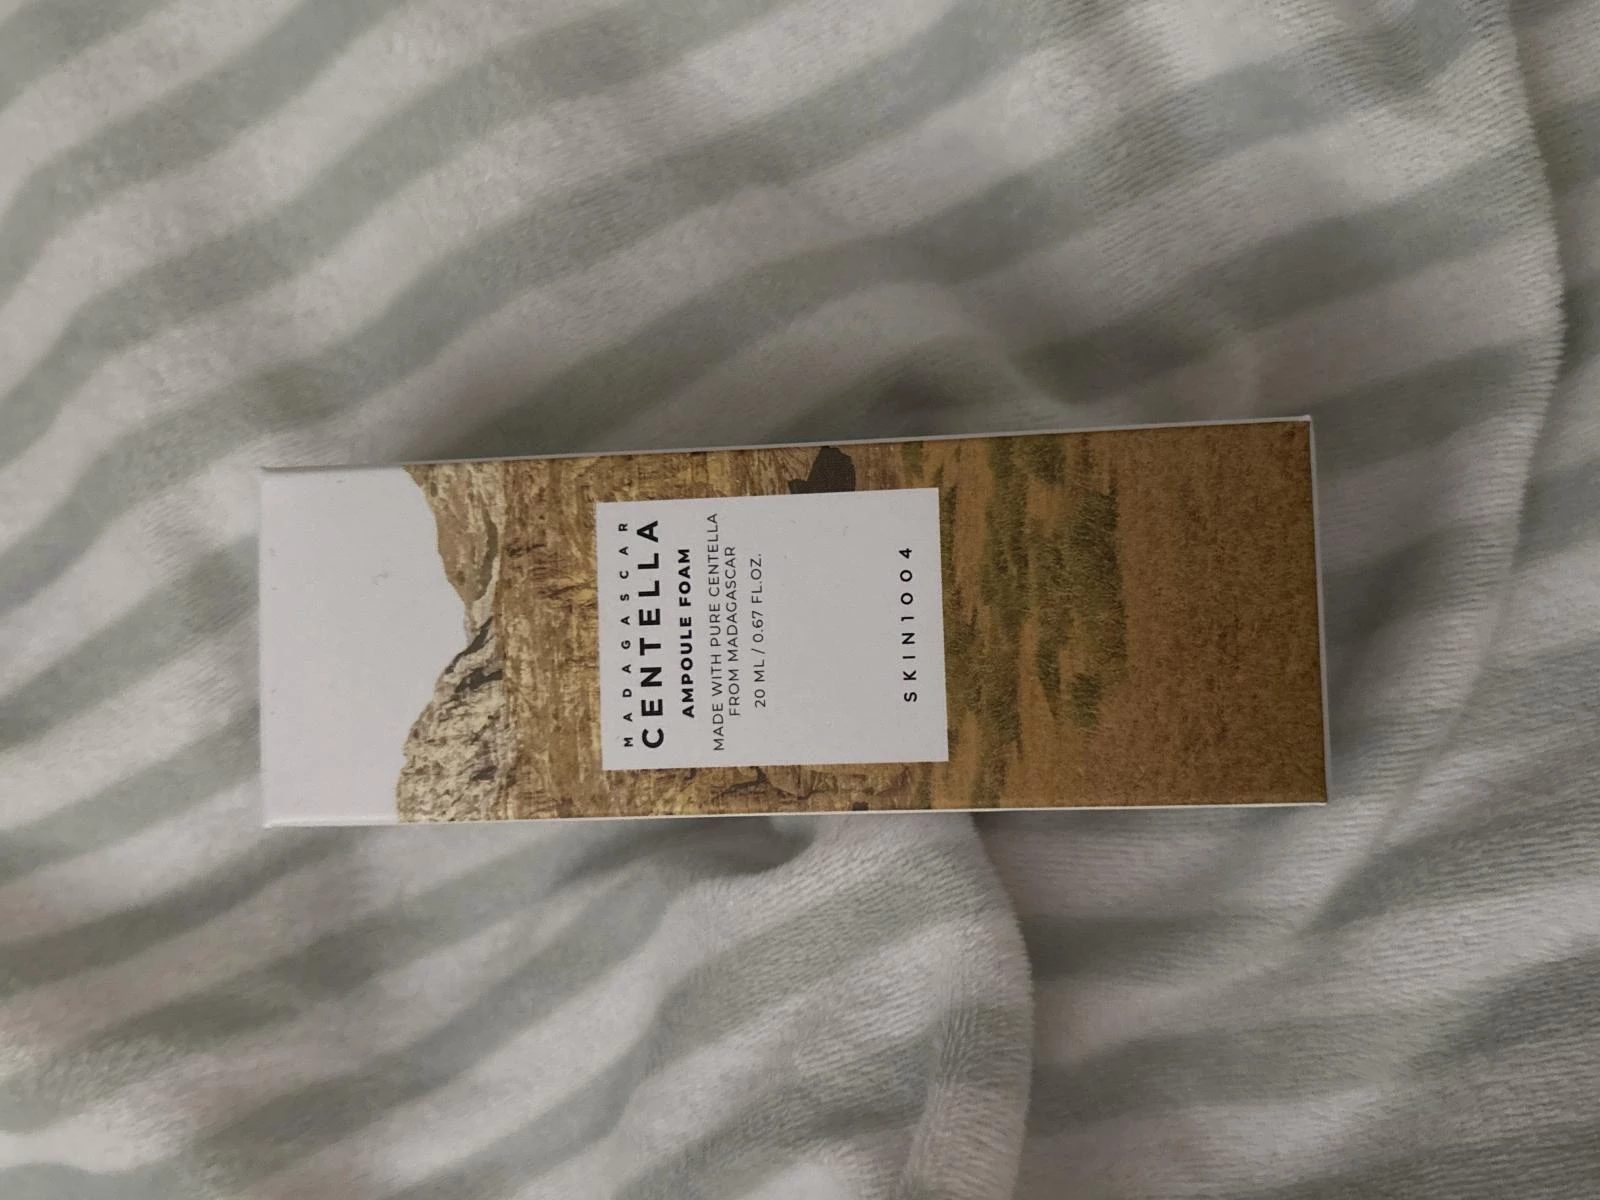 MADAGASCAR
CENTELLA
AMPOULE FOAM
MADE WITH PURE CENTELLA
FROM MADAGASCAR
20 ML / 0.67 FL.OZ.
SKIN1004